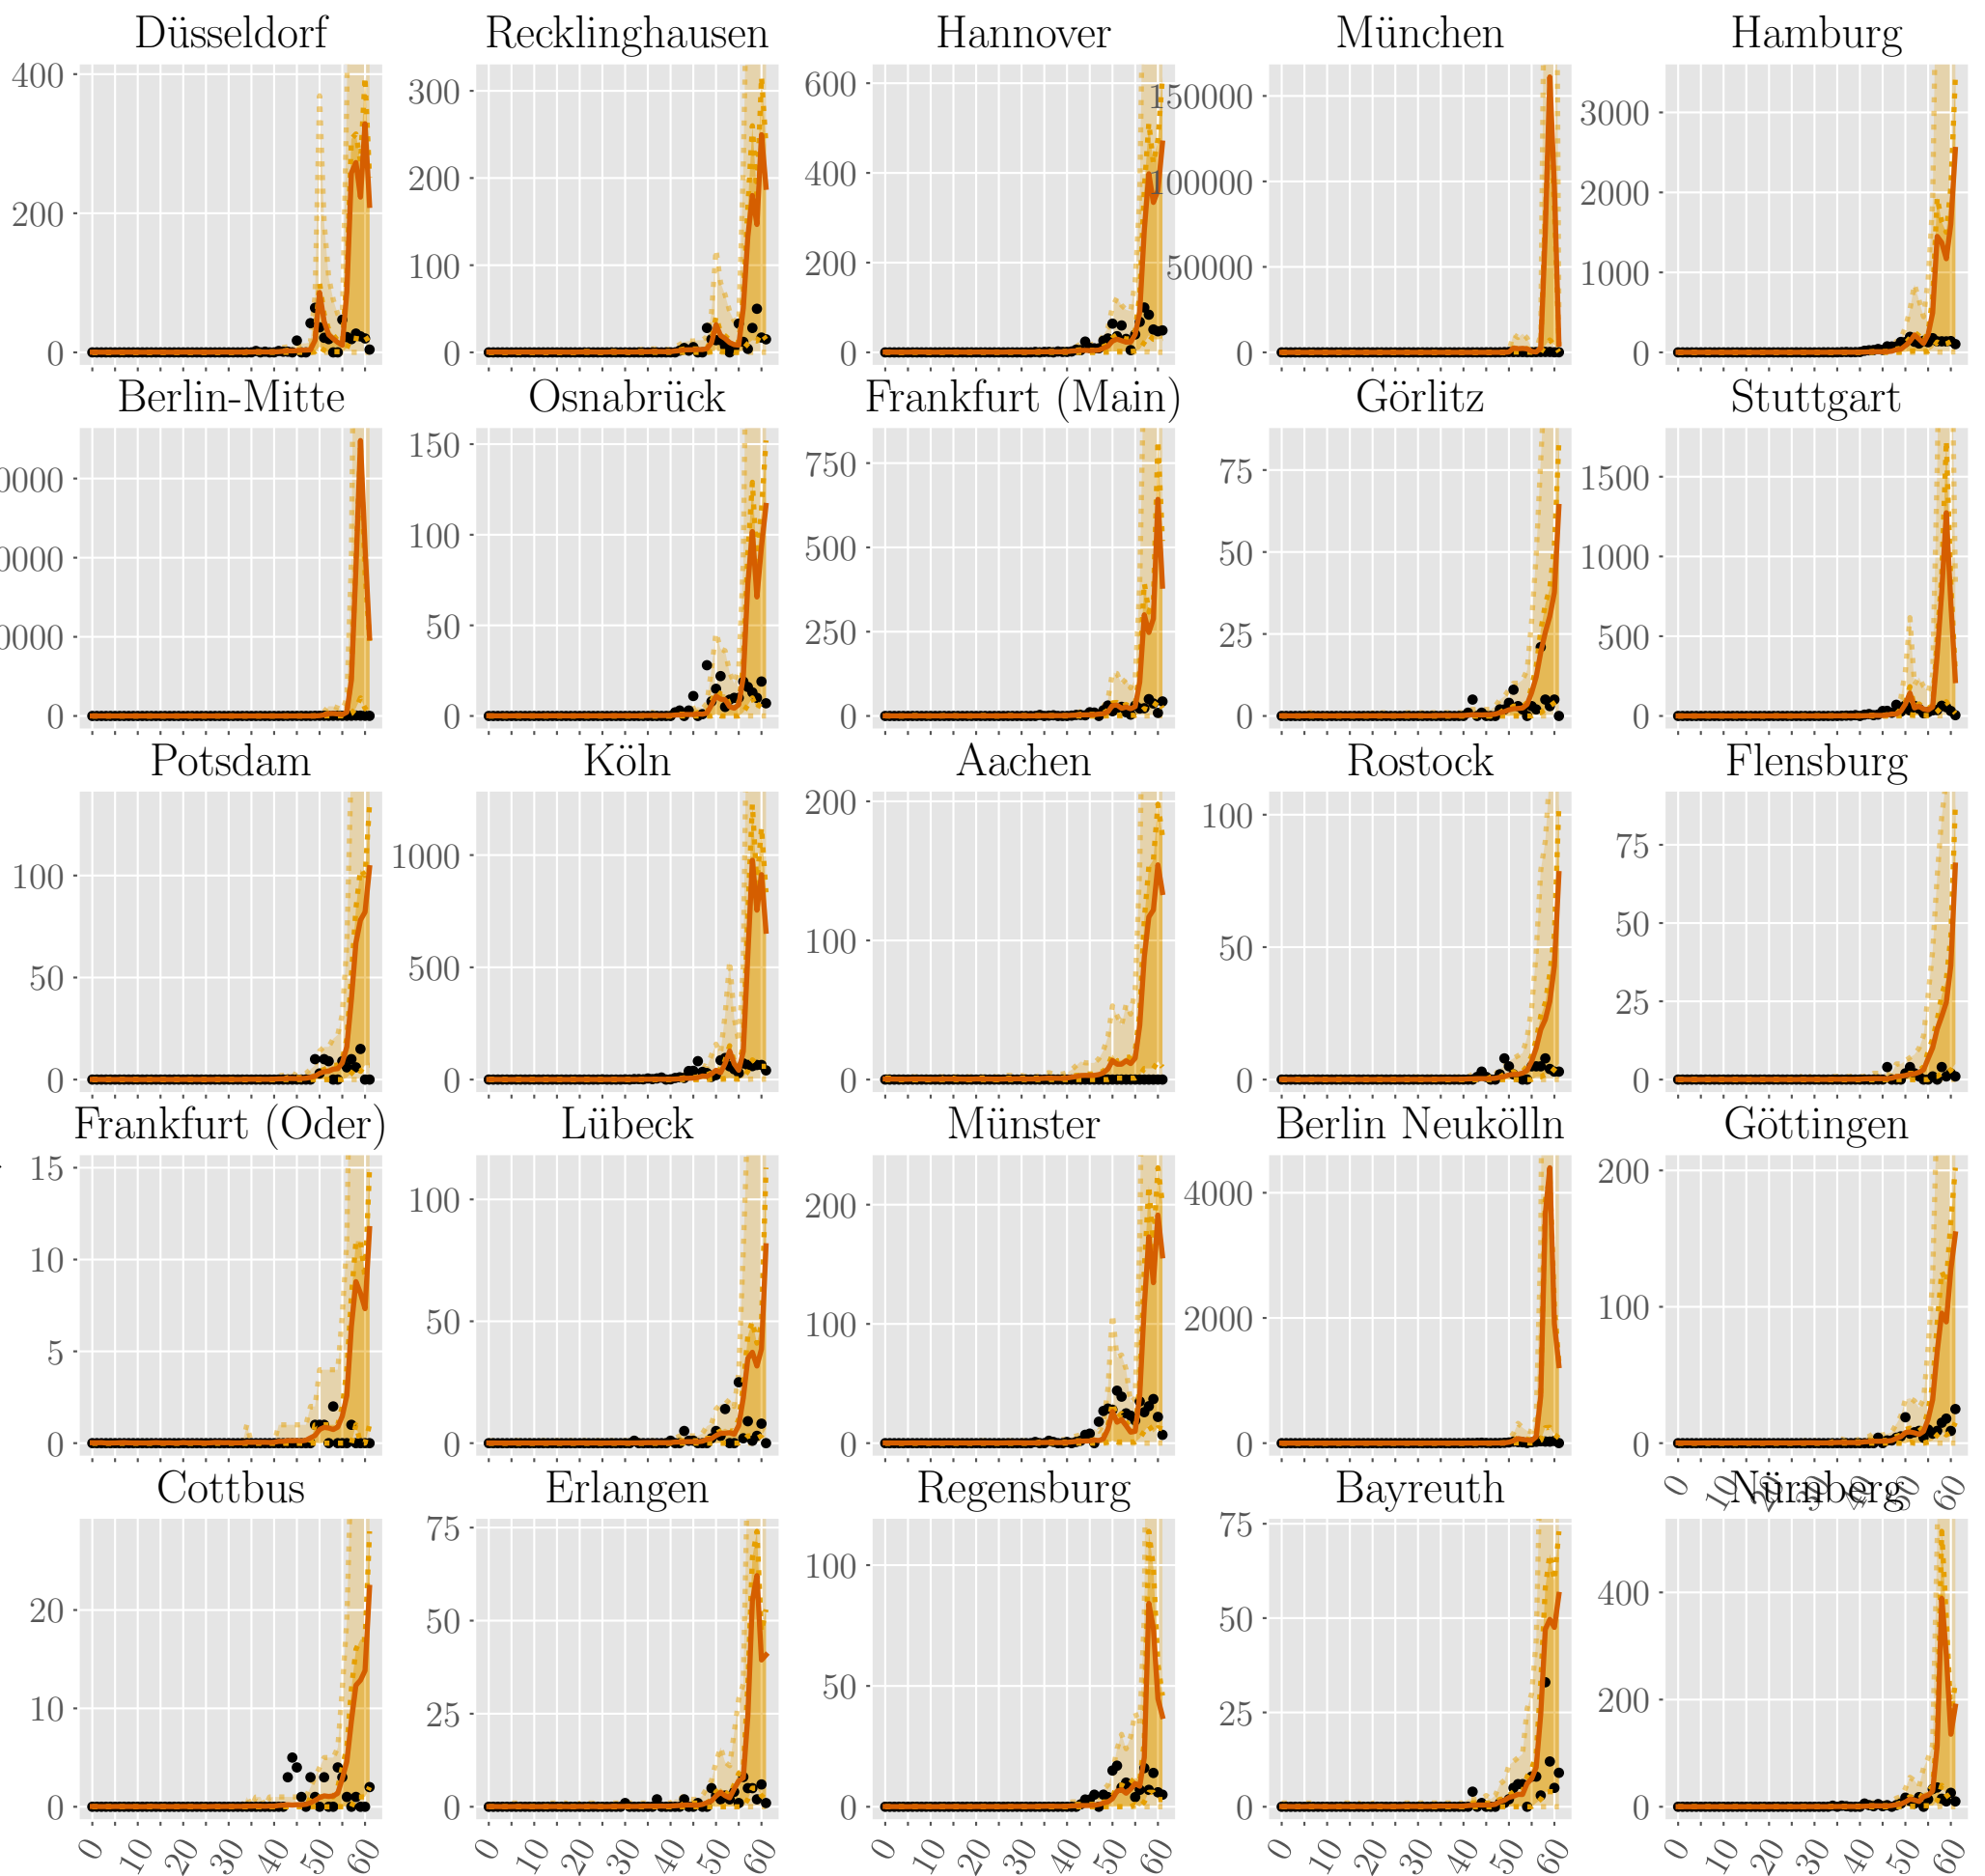 Düsseldorf Recklinghausen Hannover München Hamburg
400 300 600 150000 3000
200 200 400 100000 2000
100 200 50000 1000
0 0 0 0 0
Berlin-Mitte Osnabrück Frankfurt (Main) Görlitz Stuttgart
0000 150 750 75 1500
0000 100 500 50 1000
0000 50 250 25 500
0 0 0 0 0
Potsdam Köln Aachen Rostock Flensburg
100 1000 200 100 75
50 500 100 50 50
25
0 0 0 0 0
Frankfurt (Oder) Lübeck Münster Berlin Neukölln Göttingen
15 100 200 4000 200
10 50 100 2000 100
5
0 0 0 0 0
0 10 20 30 40 50 60
Cottbus Erlangen Regensburg Bayreuth Nürnberg
20 75 100 75 400
10 50 50 50 200
25 25
0 0 0 0 0
0 10 20 30 40 50 60 0 10 20 30 40 50 60 0 10 20 30 40 50 60 0 10 20 30 40 50 60